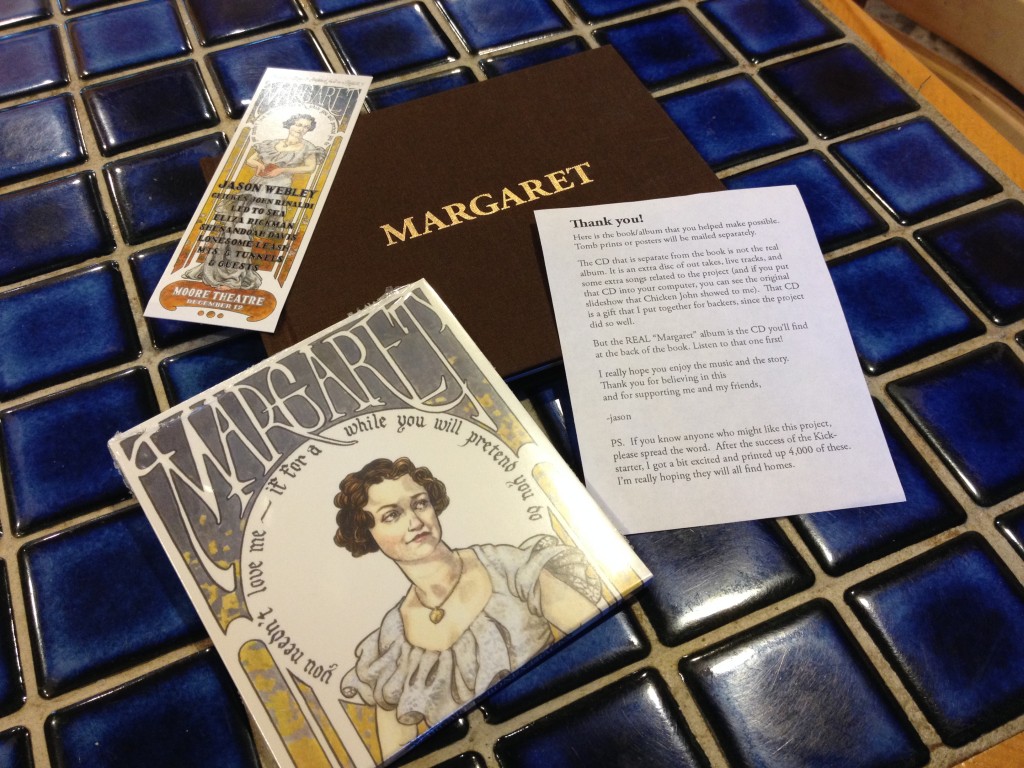 MARGARET
JASON WEBLEY
CHICKEN JOHN RINALDI
LED TO SEA
ELIZA RICKMAN
SHENANDOAH DAVIS
LONESOME LEASH
MTS. & TUNNELS
& GUESTS
MOORE THEATRE
DECEMBER 12
MARGARET
Thank you!
Here is the book/album that you helped make possible.
Tomb prints or posters will be mailed separately.
The CD that is separate from the book is not the real
album. It is an extra disc of out takes, live tracks, and
some extra songs related to the project (and if you put
that CD into your computer, you can see the original
slideshow that Chicken John showed to me). That CD
is a gift that I put together for backers, since the project
did so well.
But the REAL "Margaret" album is the CD you'll find
at the back of the book. Listen to that one first!
I really hope you enjoy the music and the story.
Thank you for believing in this
and for supporting me and my friends,
-jason
PS. If you know anyone who might like this project,
please spread the word. After the success of the Kick-
starter, I got a bit excited and printed up 4,000 of these.
I'm really hoping they will all find homes.
MARGARET
you needn't love me — if for a while you will pretend you do